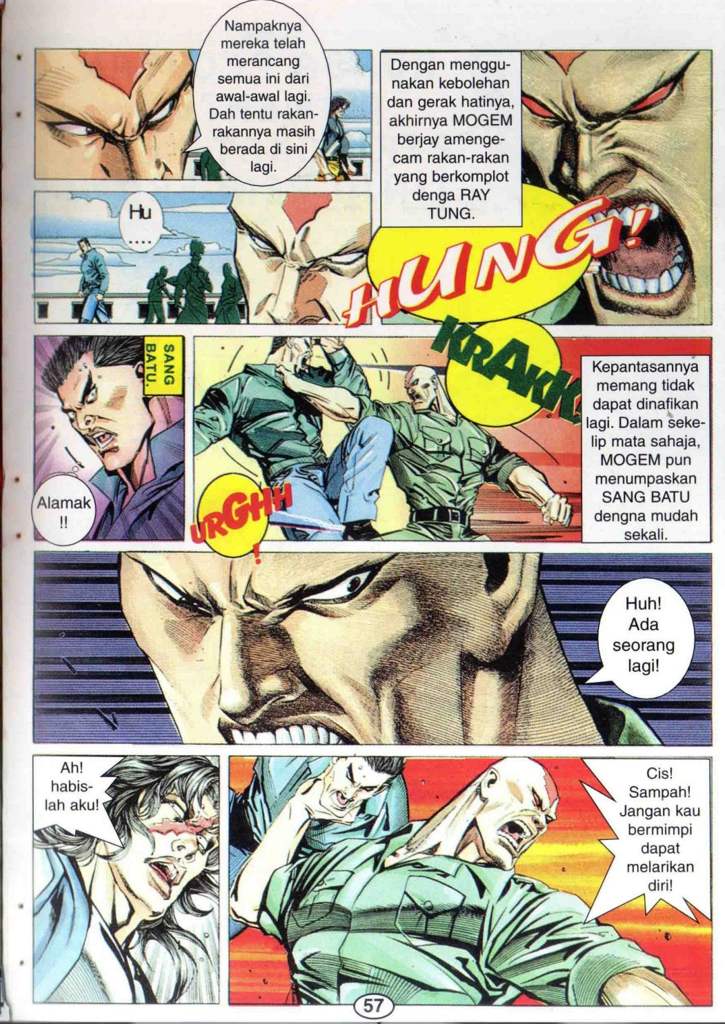 Nampaknya
mereka telah
merancang
semua ini dari
awal-awal lagi.
Dah tentu rakan-
rakannya masih
berada di sini
lagi.
Dengan menggu-
nakan kebolehan
dan gerak hatinya,
akhirnya MOGEM
berjay amenge-
cam rakan-rakan
yang berkomplot
denga RAY
TUNG.
Hu
....
HUNG!
SANG
BATU.
Alamak
!!
KRAKK
URGHH
!
Kepantasannya
memang tidak
dapat dinafikan
lagi. Dalam seke-
lip mata sahaja,
MOGEM pun
menumpaskan
SANG BATU
dengna mudah
sekali.
Huh!
Ada
seorang
lagi!
Ah!
habis-
lah aku!
Cis!
Sampah!
Jangan kau
bermimpi
dapat
melarikan
diri!
57